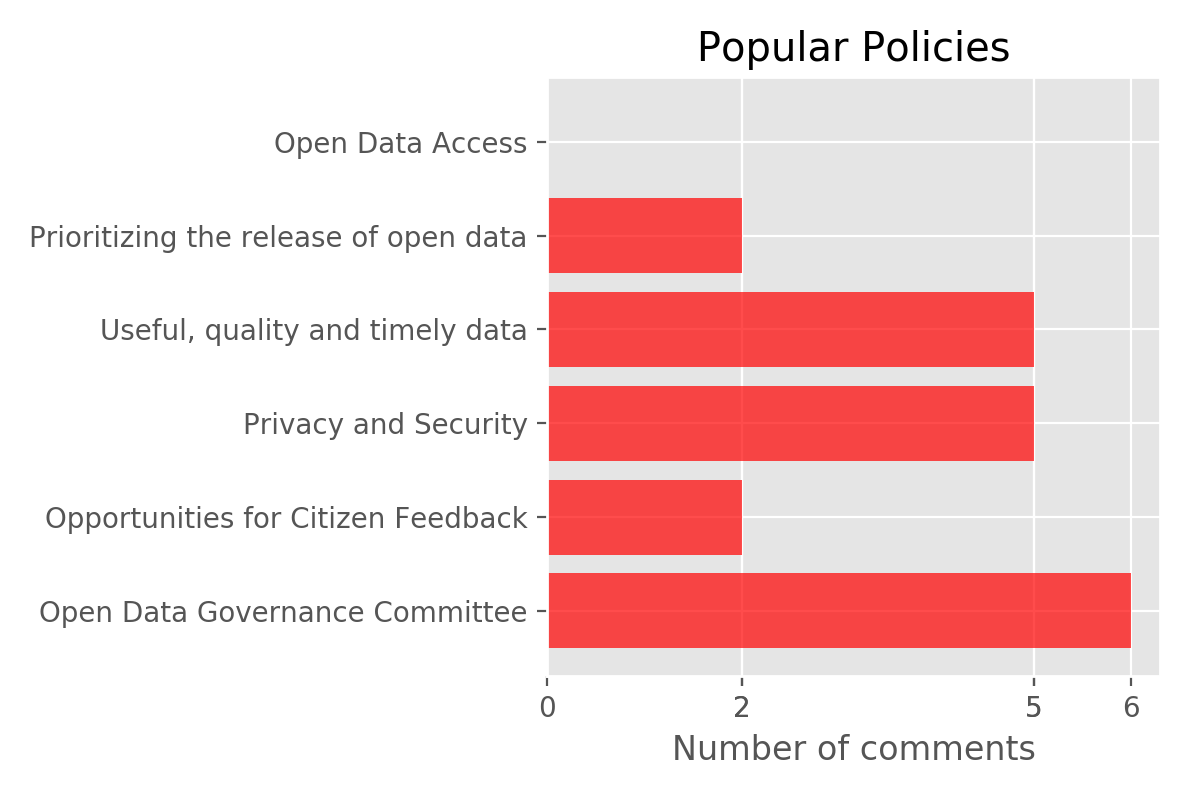 Popular Policies
Open Data Access
Prioritizing the release of open data
Useful, quality and timely data
Privacy and Security
Opportunities for Citizen Feedback
Open Data Governance Committee
0 2 5 6
Number of comments